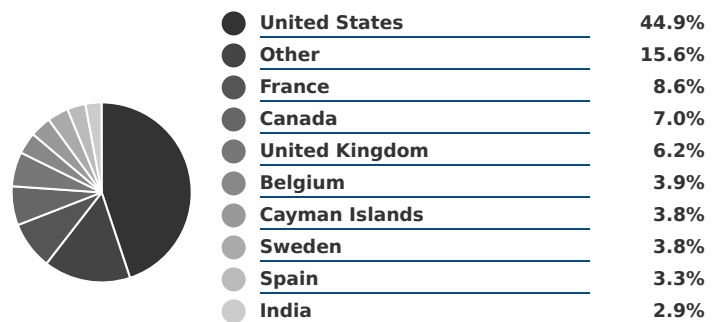 United States 44.9%
Other 15.6%
France 8.6%
Canada 7.0%
United Kingdom 6.2%
Belgium 3.9%
Cayman Islands 3.8%
Sweden 3.8%
Spain 3.3%
India 2.9%